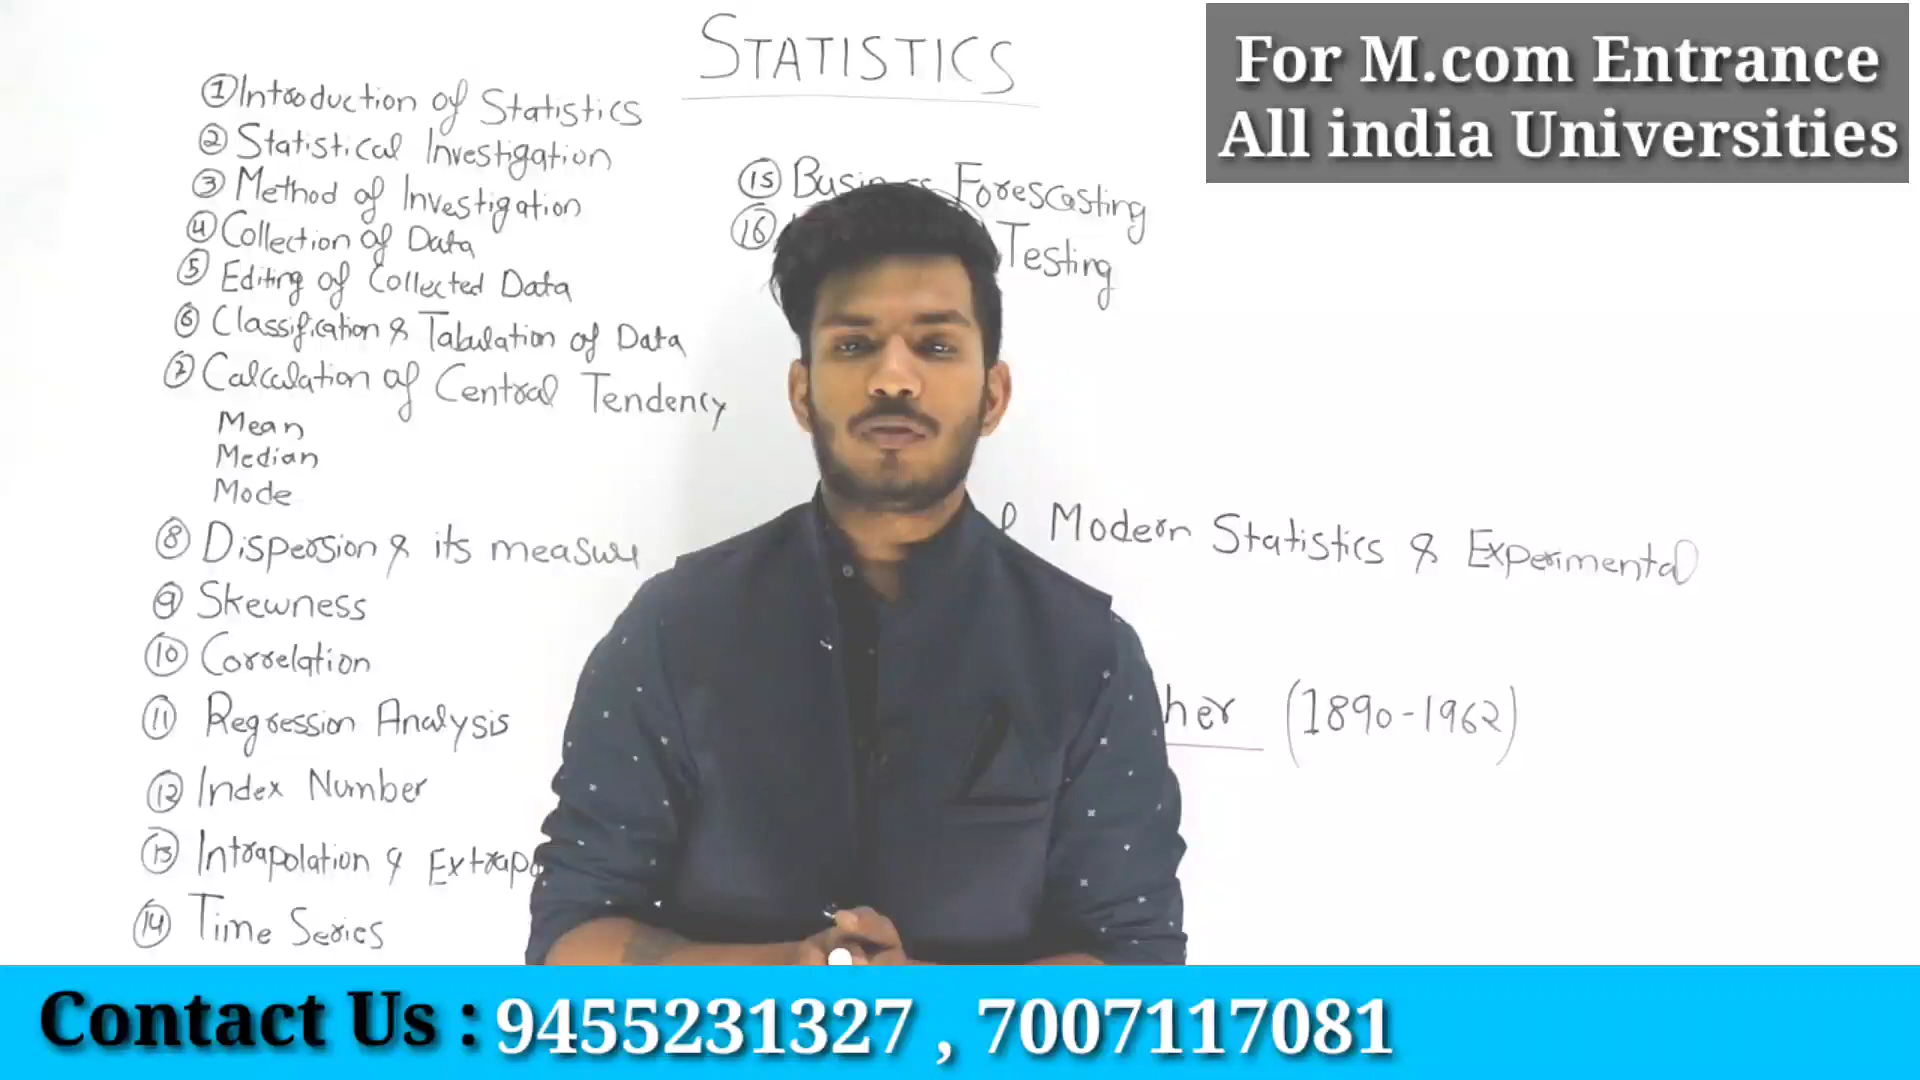 STATISTICS
For M.com Entrance
All india Universities
① Introduction of Statistics
② Statistical Investigation
③ Method of Investigation
④ Collection of Data
⑤ Editing of Collected Data
⑥ Classification & Tabulation of Data
⑦ Calculation of Central Tendency
Mean
Median
Mode
⑧ Dispersion & its measure
⑨ Skewness
⑩ Correlation
⑪ Regression Analysis
⑫ Index Number
⑬ Intrapolation &
⑭ Time Series
⑮ Business Forescasting
⑯ Testing
Modern Statistics & Experimental
her (1890-1962)
Contact Us : 9455231327 , 7007117081